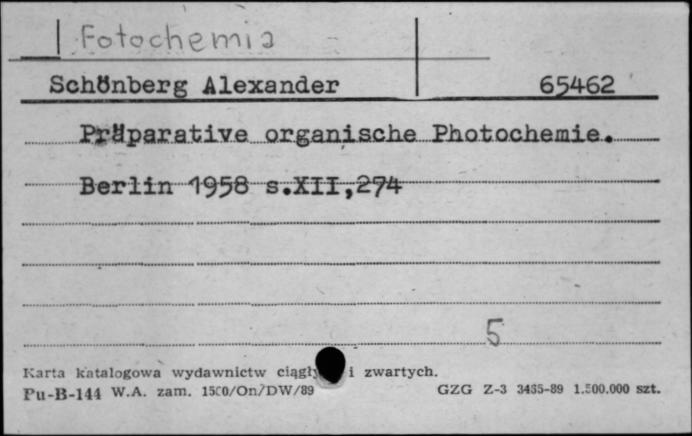 Fotochemia
Schönberg Alexander 65462
Präparative organische Photochemie.
Berlin 1958 s.XII,274
5
Karta katalogowa wydawnictw i zwartych.
Pu-B-144 W.A. zam. 1500/On/DW/89 GZG Z-3 3465-89 1.500.000 szt.